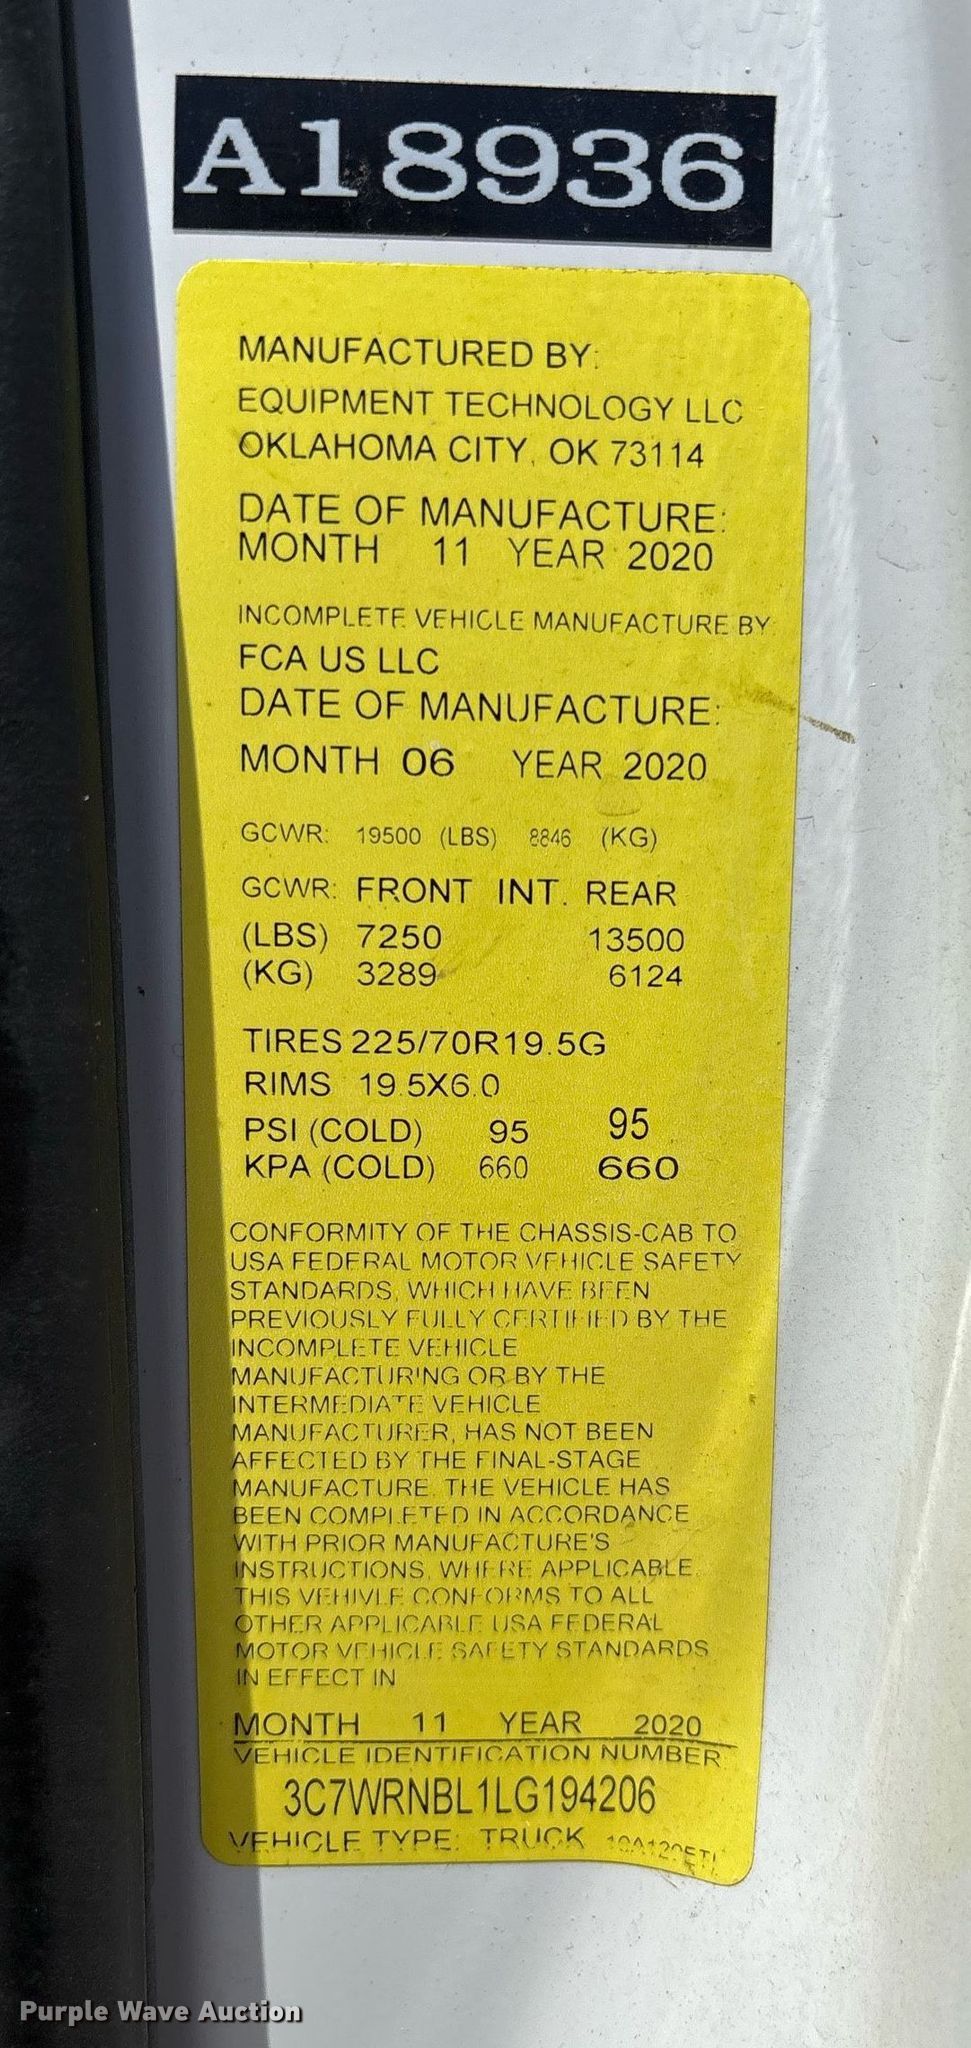 A18936
MANUFACTURED BY:
EQUIPMENT TECHNOLOGY LLC
OKLAHOMA CITY, OK 73114
DATE OF MANUFACTURE:
MONTH 11 YEAR 2020
INCOMPLETE VEHICLE MANUFACTURE BY:
FCA US LLC
DATE OF MANUFACTURE:
MONTH 06 YEAR 2020
GCWR: 19500 (LBS) 8846 (KG)
GCWR: FRONT INT. REAR
(LBS) 7250 13500
(KG) 3289 6124
TIRES 225/70R19.5G
RIMS 19.5X6.0
PSI (COLD) 95 95
KPA (COLD) 660 660
CONFORMITY OF THE CHASSIS-CAB TO
USA FEDERAL MOTOR VEHICLE SAFETY
STANDARDS, WHICH HAVE BEEN
PREVIOUSLY FULLY CERTIFIED BY THE
INCOMPLETE VEHICLE
MANUFACTURING OR BY THE
INTERMEDIATE VEHICLE
MANUFACTURER, HAS NOT BEEN
AFFECTED BY THE FINAL-STAGE
MANUFACTURE. THE VEHICLE HAS
BEEN COMPLETED IN ACCORDANCE
WITH PRIOR MANUFACTURE'S
INSTRUCTIONS, WHERE APPLICABLE.
THIS VEHIVLE CONFORMS TO ALL
OTHER APPLICABLE USA FEDERAL
MOTOR VEHICLE SAFETY STANDARDS
IN EFFECT IN
MONTH 11 YEAR 2020
VEHICLE IDENTIFICATION NUMBER
3C7WRNBL1LG194206
VEHICLE TYPE: TRUCK
Purple Wave Auction